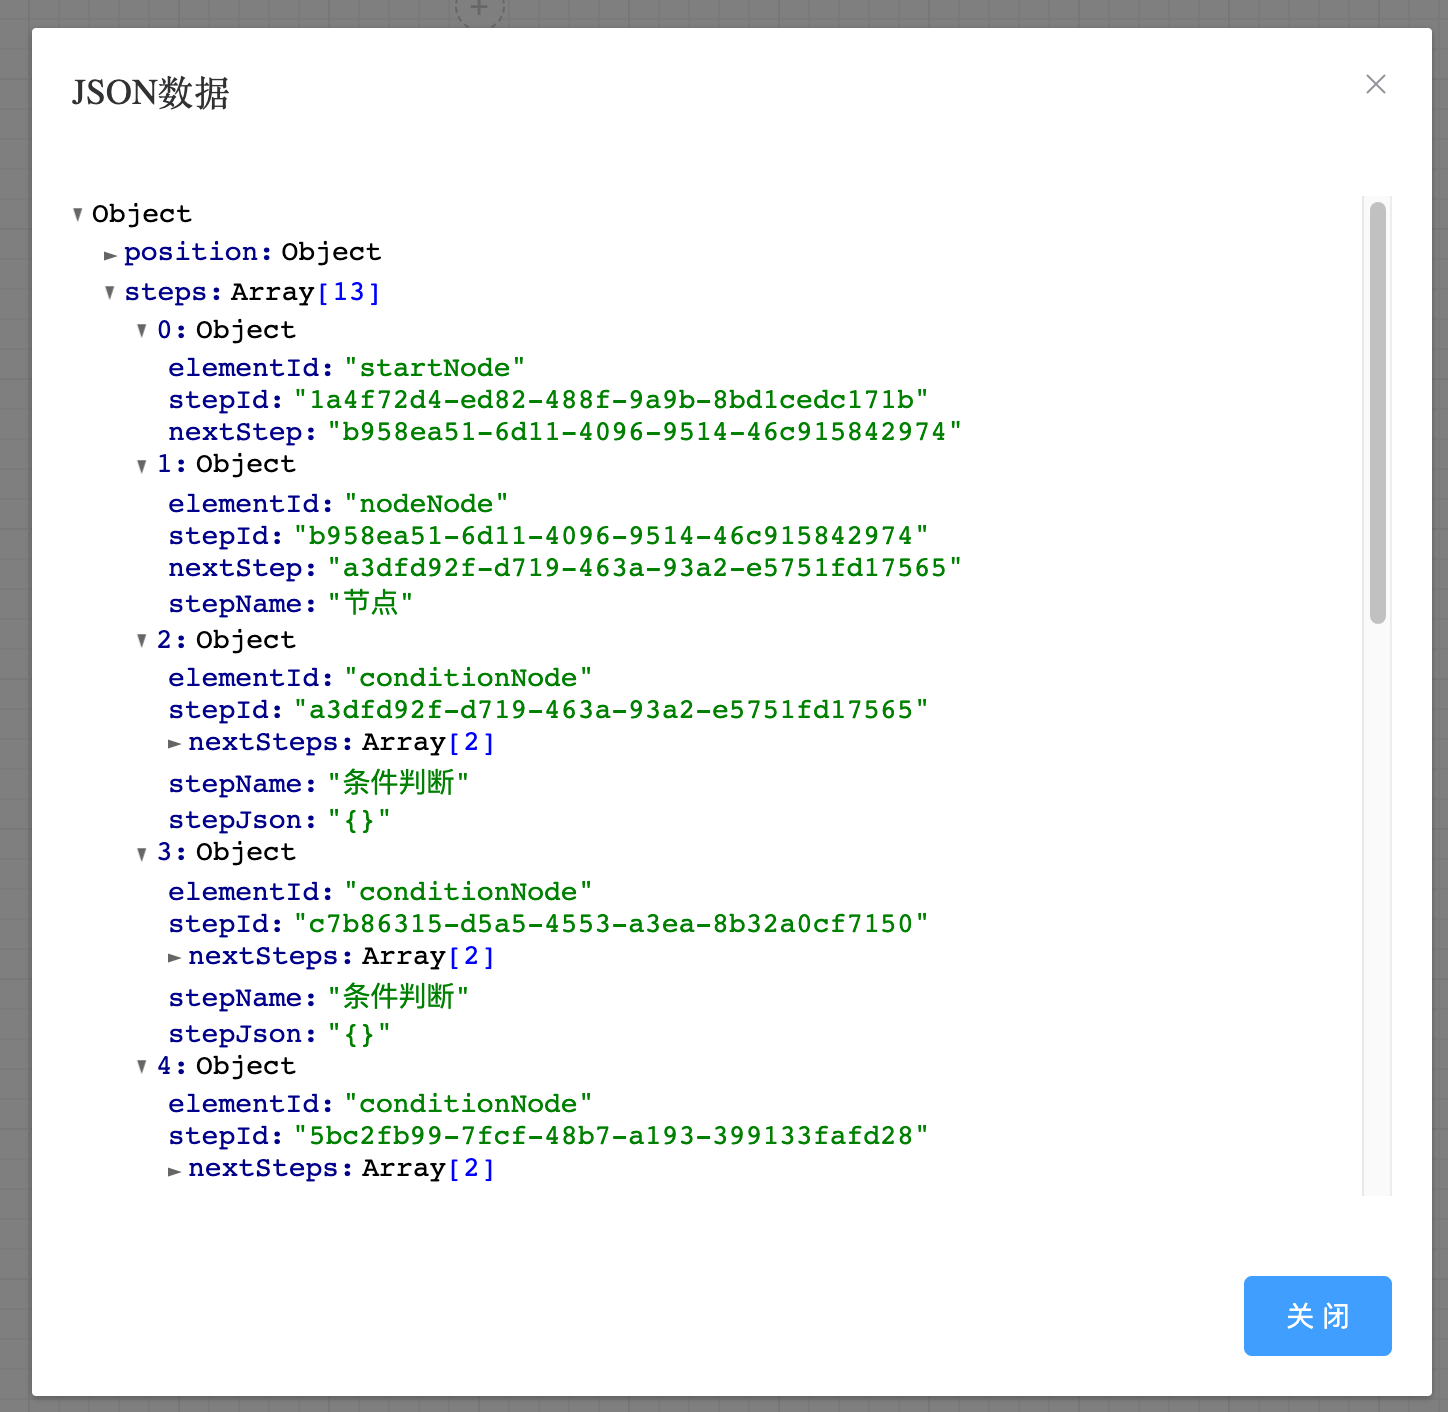 JSON数据
Object
position: Object
steps: Array[13]
0: Object
elementId: "startNode"
stepId: "1a4f72d4-ed82-488f-9a9b-8bd1cedc171b"
nextStep: "b958ea51-6d11-4096-9514-46c915842974"
1: Object
elementId: "nodeNode"
stepId: "b958ea51-6d11-4096-9514-46c915842974"
nextStep: "a3dfd92f-d719-463a-93a2-e5751fd17565"
stepName: "节点"
2: Object
elementId: "conditionNode"
stepId: "a3dfd92f-d719-463a-93a2-e5751fd17565"
nextSteps: Array[2]
stepName: "条件判断"
stepJson: "{}"
3: Object
elementId: "conditionNode"
stepId: "c7b86315-d5a5-4553-a3ea-8b32a0cf7150"
nextSteps: Array[2]
stepName: "条件判断"
stepJson: "{}"
4: Object
elementId: "conditionNode"
stepId: "5bc2fb99-7fcf-48b7-a193-399133fafd28"
nextSteps: Array[2]
关 闭